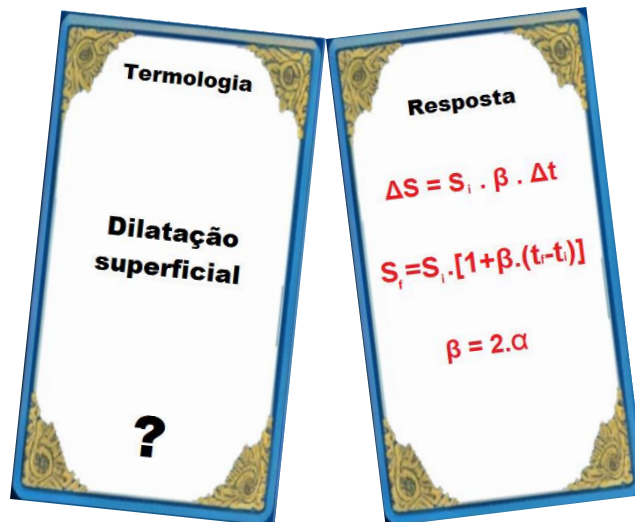 Termologia
Dilatação
superficial
?
Resposta
ΔS = Sᵢ . β . Δt
S_f=Sᵢ.[1+β.(t_f-tᵢ)]
β = 2.α